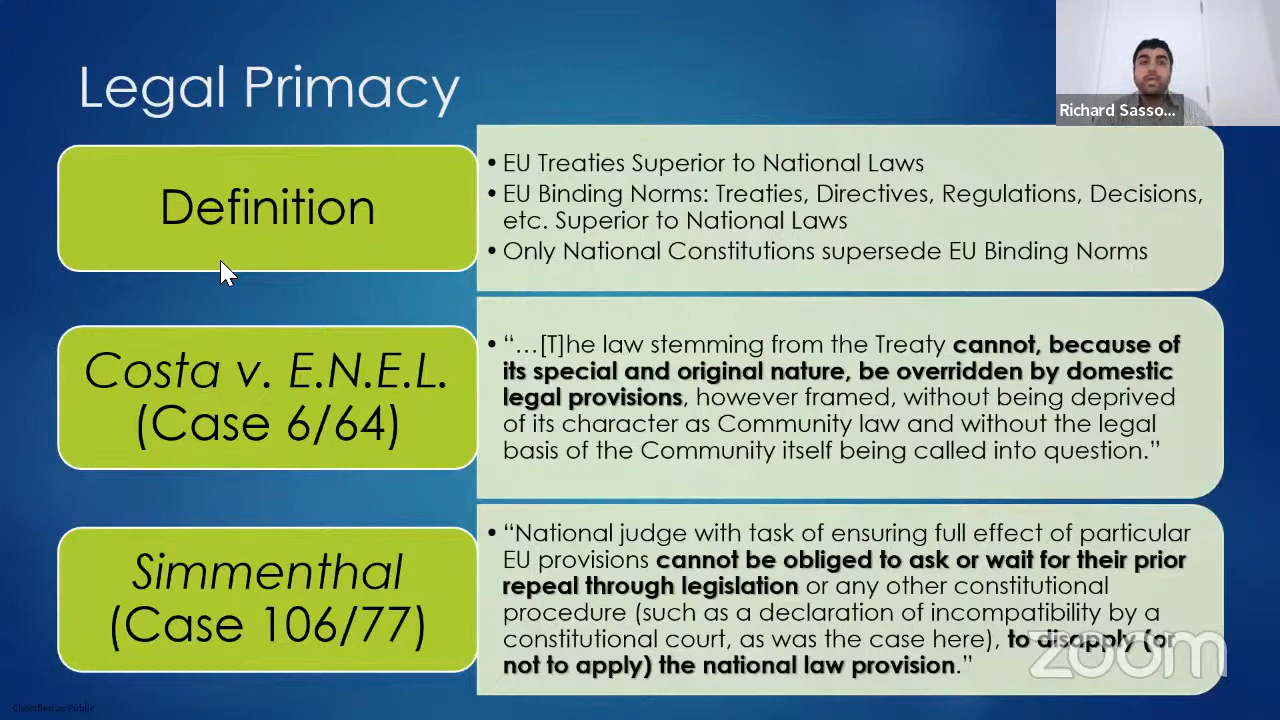 Legal Primacy
Richard Sasso...
Definition
• EU Treaties Superior to National Laws
• EU Binding Norms: Treaties, Directives, Regulations, Decisions,
etc. Superior to National Laws
• Only National Constitutions supersede EU Binding Norms
Costa v. E.N.E.L.
(Case 6/64)
• “...[T]he law stemming from the Treaty cannot, because of
its special and original nature, be overridden by domestic
legal provisions, however framed, without being deprived
of its character as Community law and without the legal
basis of the Community itself being called into question.”
Simmenthal
(Case 106/77)
• “National judge with task of ensuring full effect of particular
EU provisions cannot be obliged to ask or wait for their prior
repeal through legislation or any other constitutional
procedure (such as a declaration of incompatibility by a
constitutional court, as was the case here), to disapply (or
not to apply) the national law provision.”
zoom
Classified as Public